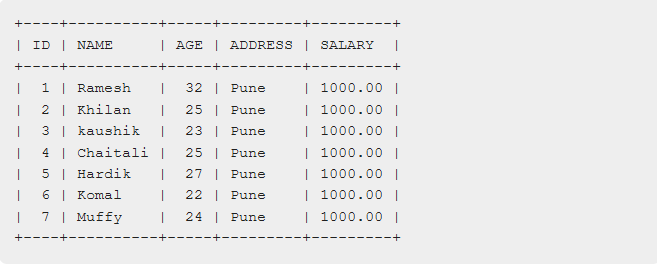 +----+----------+-----+---------+---------+
| ID | NAME     | AGE | ADDRESS | SALARY  |
+----+----------+-----+---------+---------+
|  1 | Ramesh   |  32 | Pune    | 1000.00 |
|  2 | Khilan   |  25 | Pune    | 1000.00 |
|  3 | kaushik  |  23 | Pune    | 1000.00 |
|  4 | Chaitali |  25 | Pune    | 1000.00 |
|  5 | Hardik   |  27 | Pune    | 1000.00 |
|  6 | Komal    |  22 | Pune    | 1000.00 |
|  7 | Muffy    |  24 | Pune    | 1000.00 |
+----+----------+-----+---------+---------+